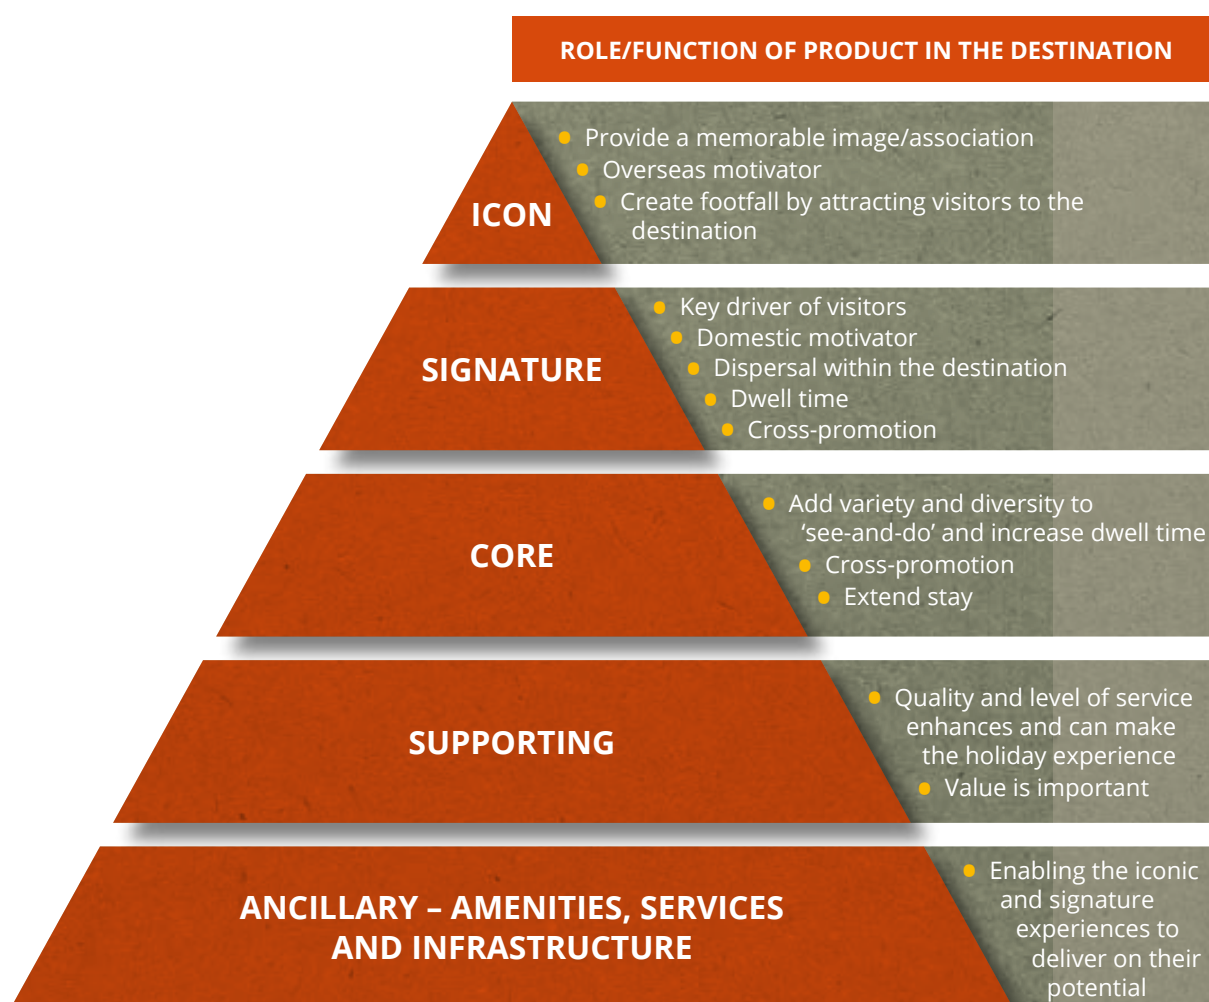 ROLE/FUNCTION OF PRODUCT IN THE DESTINATION
ICON
• Provide a memorable image/association
• Overseas motivator
• Create footfall by attracting visitors to the
destination
SIGNATURE
• Key driver of visitors
• Domestic motivator
• Dispersal within the destination
• Dwell time
• Cross-promotion
CORE
• Add variety and diversity to
‘see-and-do’ and increase dwell time
• Cross-promotion
• Extend stay
SUPPORTING
• Quality and level of service
enhances and can make
the holiday experience
• Value is important
ANCILLARY – AMENITIES, SERVICES
AND INFRASTRUCTURE
• Enabling the iconic
and signature
experiences to
deliver on their
potential